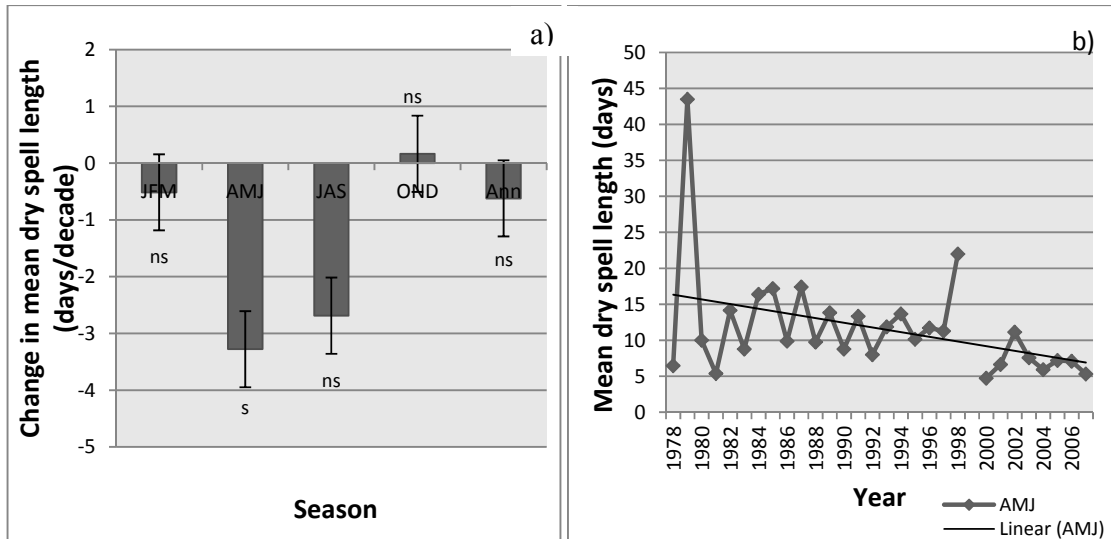 a)
Change in mean dry spell length
(days/decade)
2
1
0
-1
-2
-3
-4
-5
ns
JFM
AMJ
JAS
OND
Ann
ns
s
ns
ns
Season
b)
Mean dry spell length (days)
50
45
40
35
30
25
20
15
10
5
0
1978
1980
1982
1984
1986
1988
1990
1992
1994
1996
1998
2000
2002
2004
2006
Year
AMJ
Linear (AMJ)